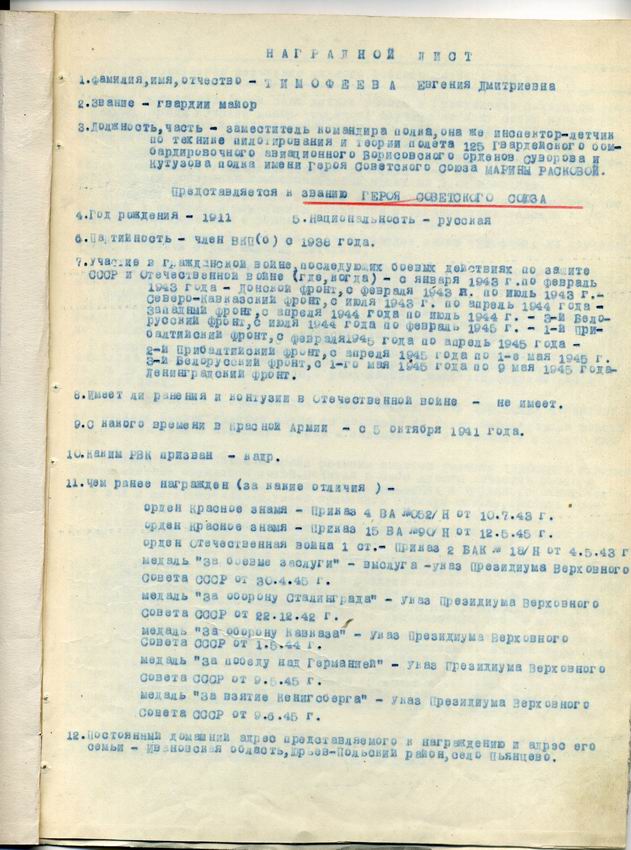 НАГРАДНОЙ ЛИСТ
1.Фамилия,имя,отчество - ТИМОФЕЕВА Евгения Дмитриевна
2.Звание - гвардии майор
3.Должность,часть - заместитель командира полка,она же инспектор-летчик
по технике пилотирования и теории полета 125 Гвардейского бом-
бардировочного авиационного Борисовского орденов Суворова и
Кутузова полка имени Героя Советского Союза МАРИНЫ РАСКОВОЙ.
Представляется к званию ГЕРОЯ СОВЕТСКОГО СОЮЗА
4.Год рождения - 1911 5.Национальность - русская
6.Партийность - член ВКП(б) с 1938 года.
7.Участие в гражданской войне,последующих боевых действиях по защите
СССР и Отечественной войне (где,когда) - с января 1943 г.по февраль
1943 года - Донской фронт,с февраля 1943 г. по июль 1943 г.-
Северо-Кавказский фронт,с июля 1943 г. по апрель 1944 года -
Западный фронт,с апреля 1944 года по июль 1944 г. - 3-й Бело-
русский фронт,с июля 1944 года по февраль 1945 г. - 1-й При-
балтийский фронт,с февраля1945 года по апрель 1945 года -
2-й Прибалтийский фронт,с апреля 1945 года по 1-е мая 1945 г.
3-й Белорусский фронт,с 1-го мая 1945 года по 9 мая 1945 года-
Ленинградский фронт.
8.Имеет ли ранения и контузии в Отечественной войне - не имеет.
9.С какого времени в Красной Армии - с 5 октября 1941 года.
10.Каким РВК призван - кадр.
11.Чем ранее награжден (за какие отличия ) -
орден Красное знамя - Приказ 4 ВА №052/Н от 10.7.43 г.
орден Красное знамя - Приказ 15 ВА №90/Н от 12.5.45 г.
орден Отечественная война 1 ст.- Приказ 2 БАК № 18/Н от 4.5.43 г
медаль "За боевые заслуги" - выслуга -указ Президиума Верховного
Совета СССР от 30.4.45 г.
медаль "За оборону Сталинграда" - указ Президиума Верховного
Совета СССР от 22.12.42 г.
медаль "За оборону Кавказа" - указ Президиума Верховного
Совета СССР от 1.5.44 г.
медаль "За победу над Германией" - указ Президиума Верховного
Совета СССР от 9.5.45 г.
медаль "За взятие Кенигсберга" - указ Президиума Верховного
Совета СССР от 9.6.45 г.
12.Постоянный домашний адрес представляемого к награждению и адрес его
семьи - Ивановская область,Юрьев-Польский район,село Пьянцево.